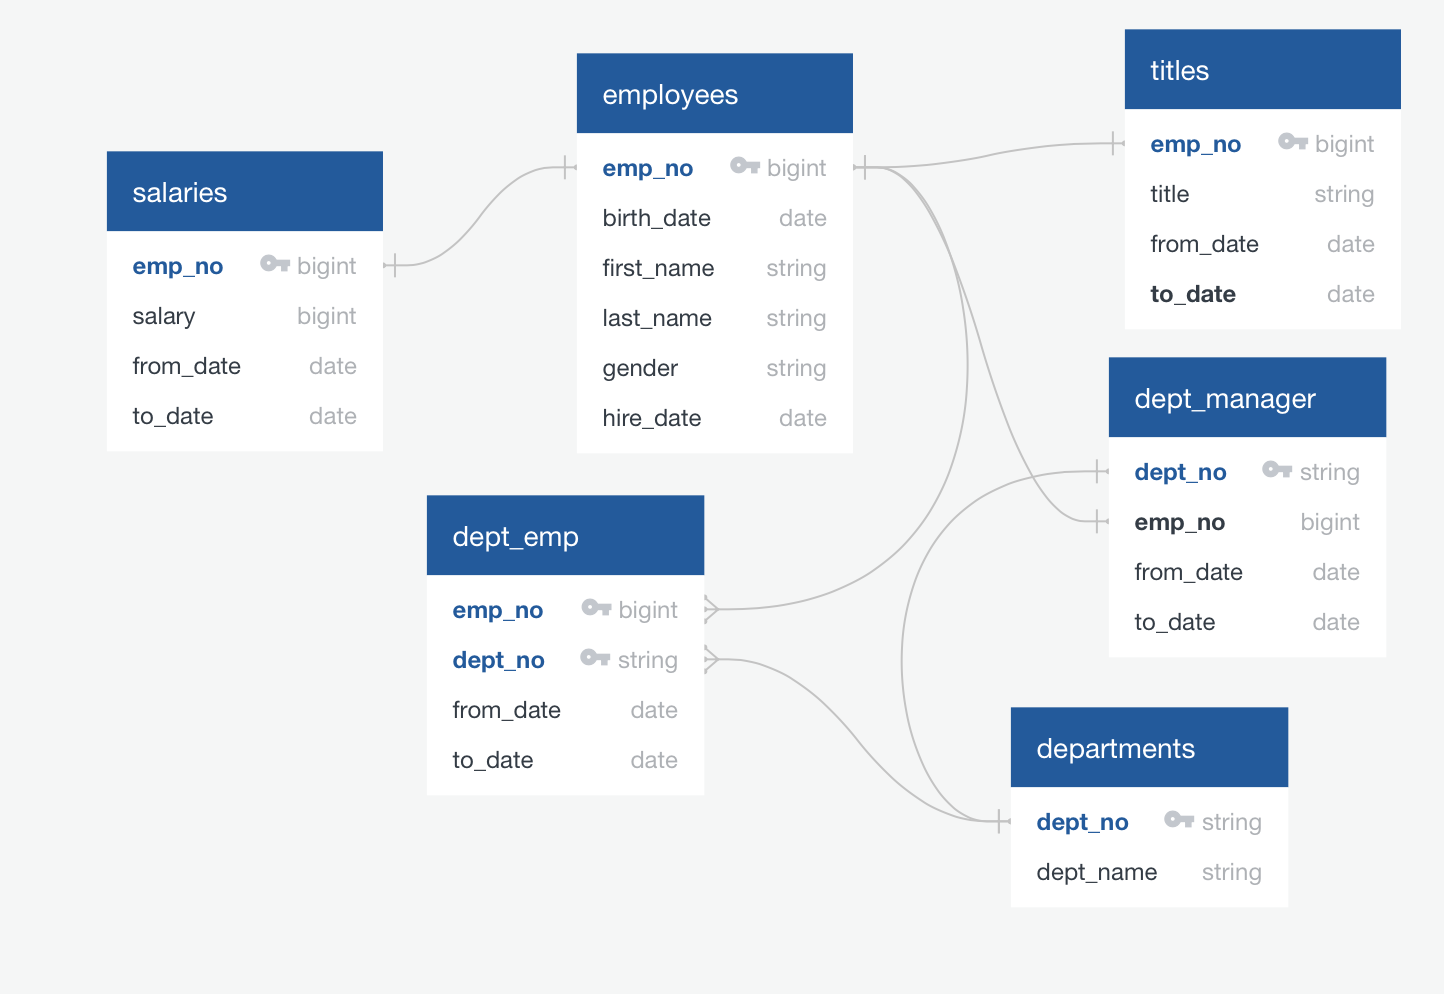 salaries
emp_no bigint
salary bigint
from_date date
to_date date
employees
emp_no bigint
birth_date date
first_name string
last_name string
gender string
hire_date date
titles
emp_no bigint
title string
from_date date
to_date date
dept_manager
dept_no string
emp_no bigint
from_date date
to_date date
dept_emp
emp_no bigint
dept_no string
from_date date
to_date date
departments
dept_no string
dept_name string